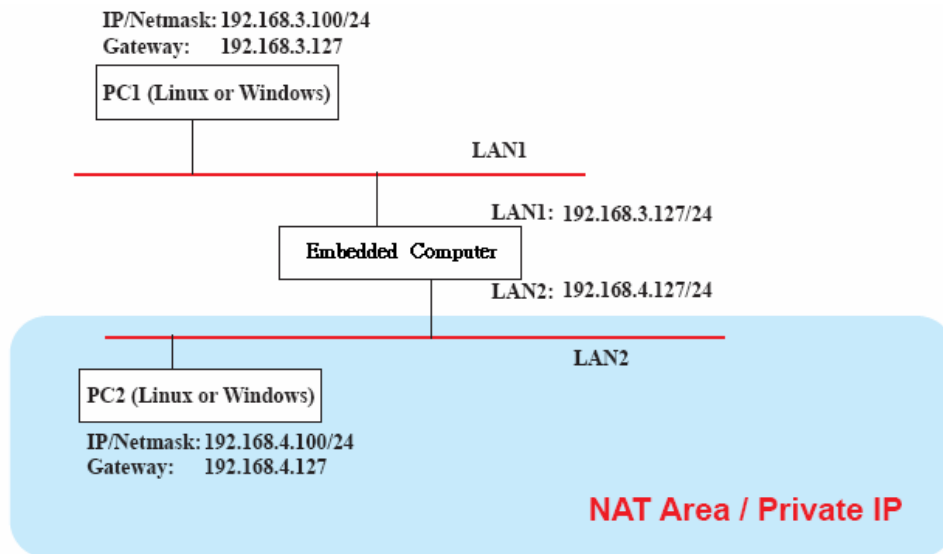 IP/Netmask: 192.168.3.100/24
Gateway: 192.168.3.127
PC1 (Linux or Windows)
LAN1
LAN1: 192.168.3.127/24
Embedded Computer
LAN2: 192.168.4.127/24
LAN2
PC2 (Linux or Windows)
IP/Netmask: 192.168.4.100/24
Gateway: 192.168.4.127
NAT Area / Private IP